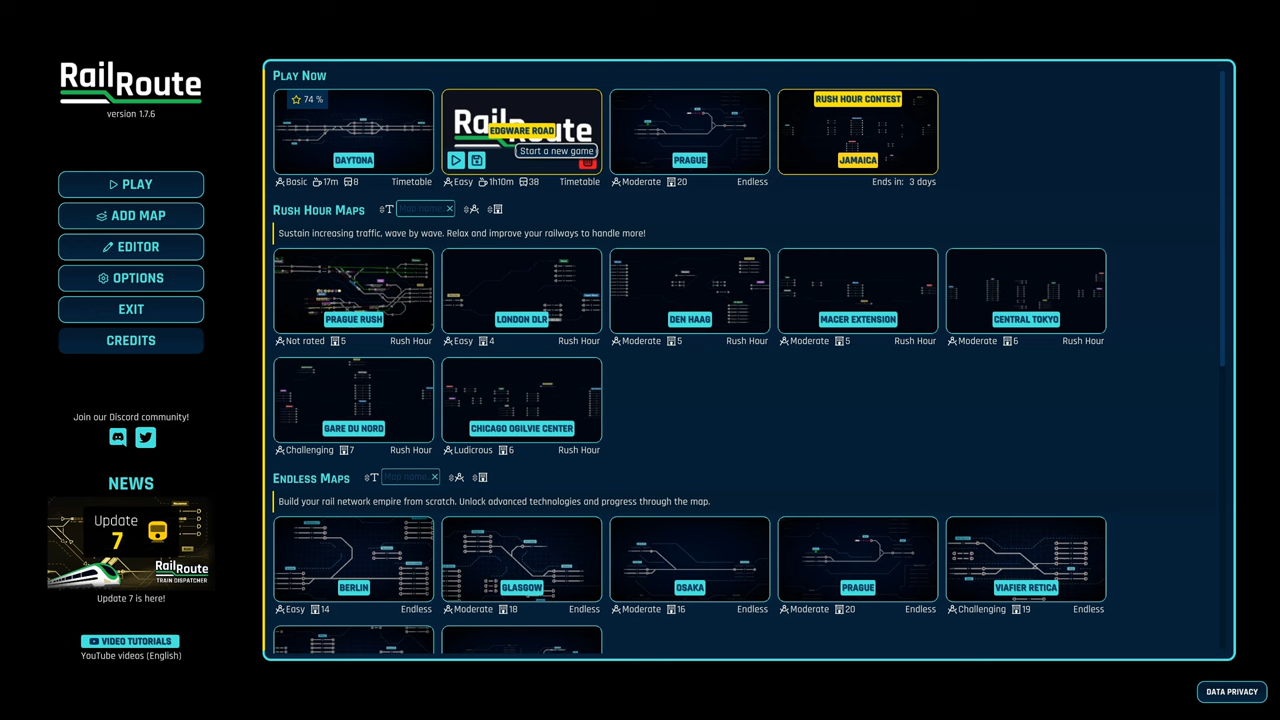 RailRoute
version 1.7.6
PLAY
ADD MAP
EDITOR
OPTIONS
EXIT
CREDITS
Join our Discord community!
NEWS
Update
7
RailRoute
TRAIN DISPATCHER
Update 7 is here!
VIDEO TUTORIALS
YouTube videos (English)
PLAY NOW
74 %
DAYTONA
Basic 17m 8 Timetable
RailRoute
EDGWARE ROAD
Start a new game
Easy 1h10m 38 Timetable
PRAGUE
Moderate 20 Endless
RUSH HOUR CONTEST
JAMAICA
Ends in: 3 days
RUSH HOUR MAPS
T Map name...
Sustain increasing traffic, wave by wave. Relax and improve your railways to handle more!
PRAGUE RUSH
Not rated 5 Rush Hour
LONDON DLR
Easy 4 Rush Hour
DEN HAAG
Moderate 5 Rush Hour
MACER EXTENSION
Moderate 5 Rush Hour
CENTRAL TOKYO
Moderate 6 Rush Hour
GARE DU NORD
Challenging 7 Rush Hour
CHICAGO OGILVIE CENTER
Ludicrous 6 Rush Hour
ENDLESS MAPS
T Map name...
Build your rail network empire from scratch. Unlock advanced technologies and progress through the map.
BERLIN
Easy 14 Endless
GLASGOW
Moderate 18 Endless
OSAKA
Moderate 16 Endless
PRAGUE
Moderate 20 Endless
VIAFIER RETICA
Challenging 19 Endless
DATA PRIVACY